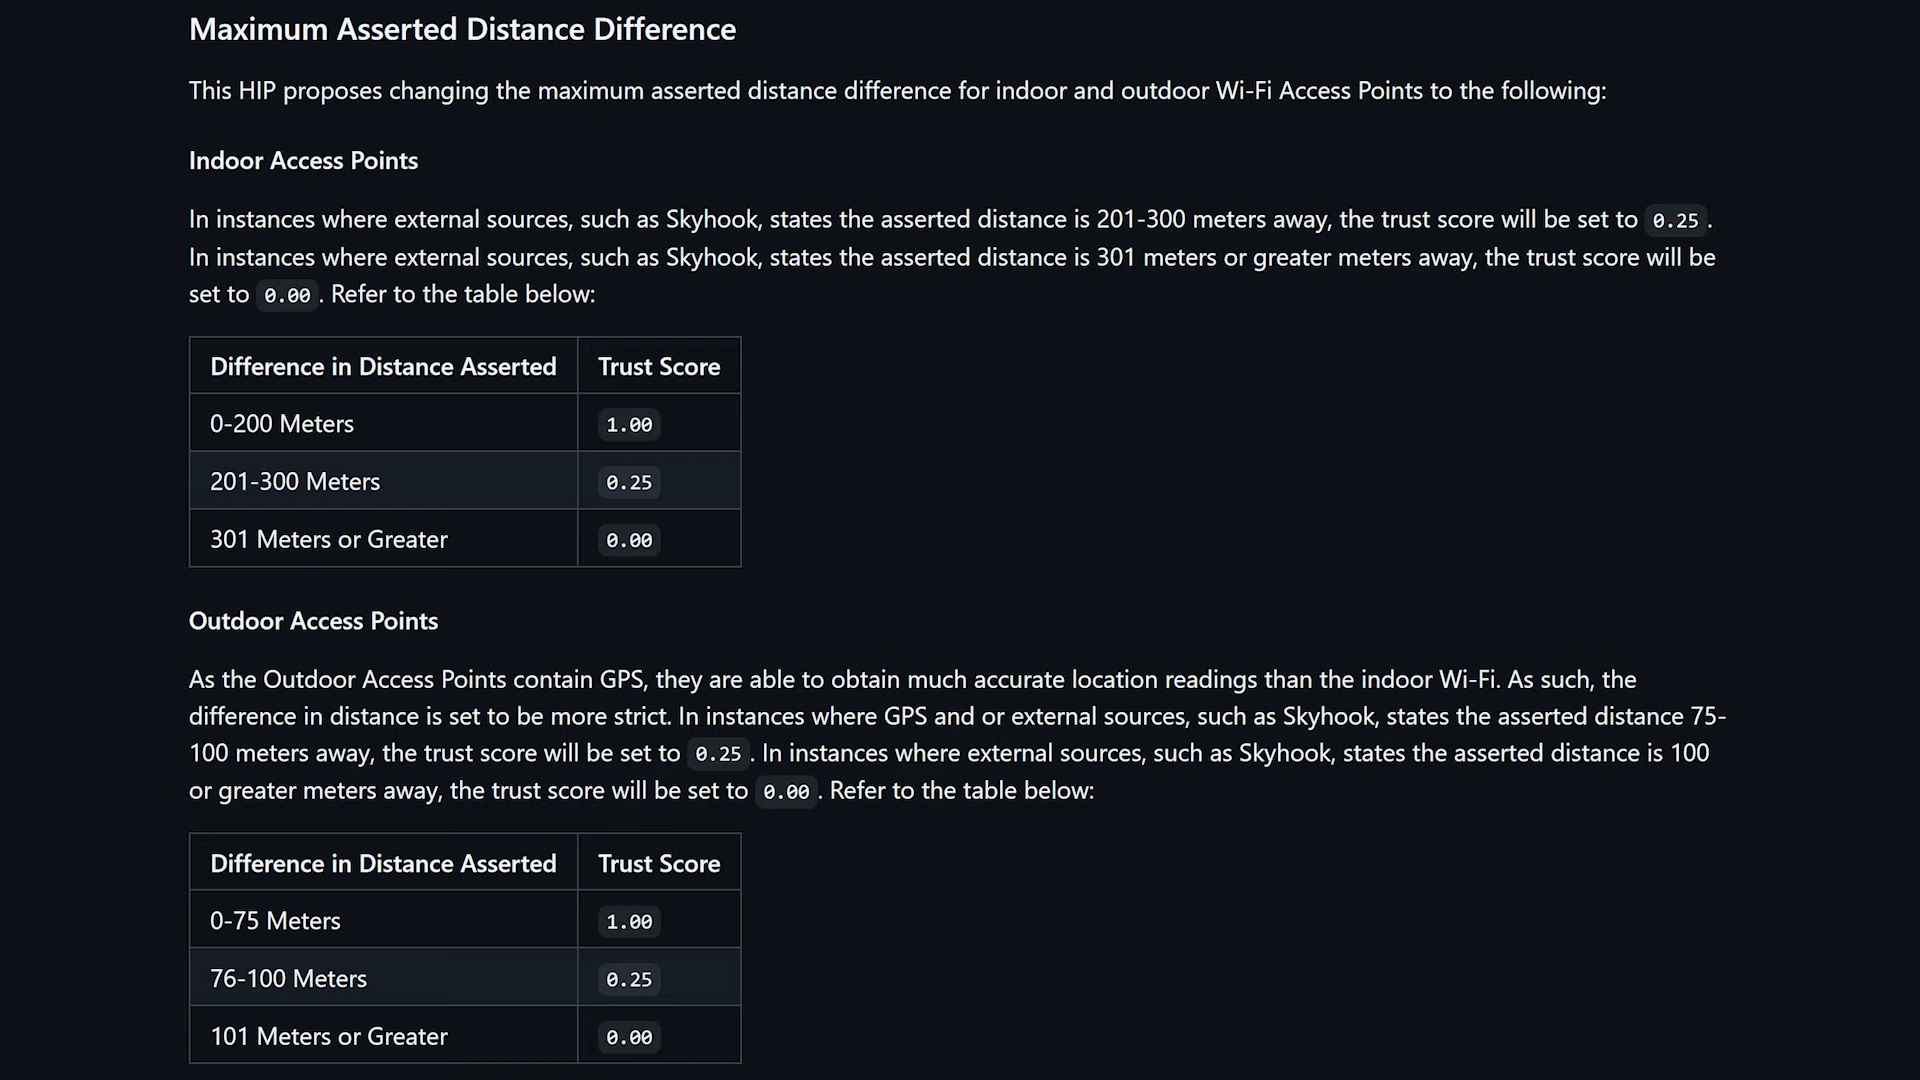 Maximum Asserted Distance Difference
This HIP proposes changing the maximum asserted distance difference for indoor and outdoor Wi-Fi Access Points to the following:
Indoor Access Points
In instances where external sources, such as Skyhook, states the asserted distance is 201-300 meters away, the trust score will be set to 0.25.
In instances where external sources, such as Skyhook, states the asserted distance is 301 meters or greater meters away, the trust score will be
set to 0.00. Refer to the table below:
Difference in Distance Asserted Trust Score
0-200 Meters 1.00
201-300 Meters 0.25
301 Meters or Greater 0.00
Outdoor Access Points
As the Outdoor Access Points contain GPS, they are able to obtain much accurate location readings than the indoor Wi-Fi. As such, the
difference in distance is set to be more strict. In instances where GPS and or external sources, such as Skyhook, states the asserted distance 75-
100 meters away, the trust score will be set to 0.25. In instances where external sources, such as Skyhook, states the asserted distance is 100
or greater meters away, the trust score will be set to 0.00. Refer to the table below:
Difference in Distance Asserted Trust Score
0-75 Meters 1.00
76-100 Meters 0.25
101 Meters or Greater 0.00